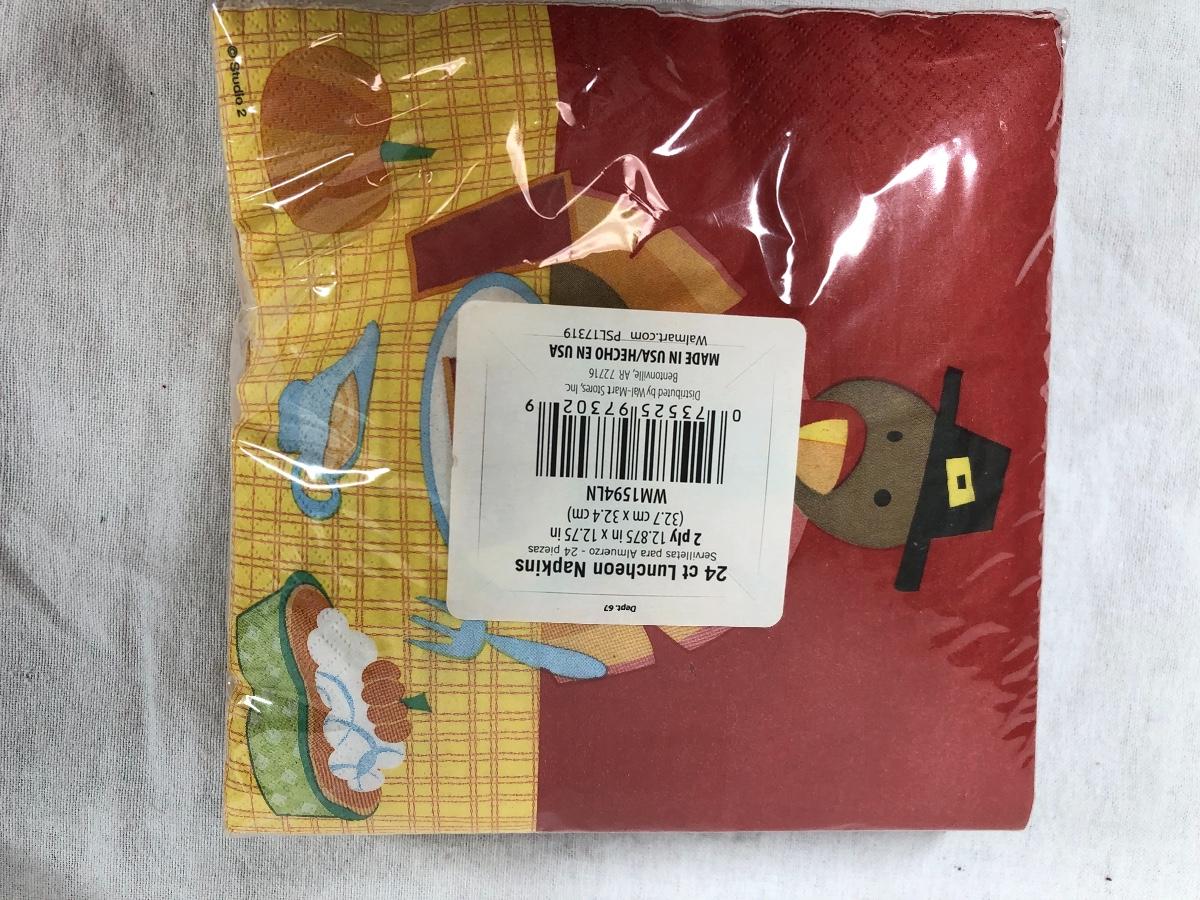 © Studio 2
Dept. 67
24 ct Luncheon Napkins
Servilletas para Almuerzo - 24 piezas
2 ply 12.875 in x 12.75 in
(32.7 cm x 32.4 cm)
WM1594LN
0 73525 97302 9
Distributed by Wal-Mart Stores, Inc.
Bentonville, AR 72716
MADE IN USA/HECHO EN USA
Walmart.com PSL17319